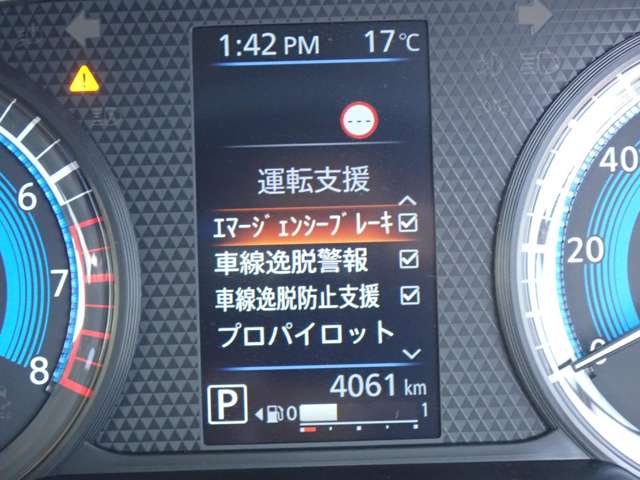 1:42 PM 17℃
---
運転支援
エマージェンシーブレーキ
車線逸脱警報
車線逸脱防止支援
プロパイロット
4061 km
P 0 1
6
7
8
40
20
0